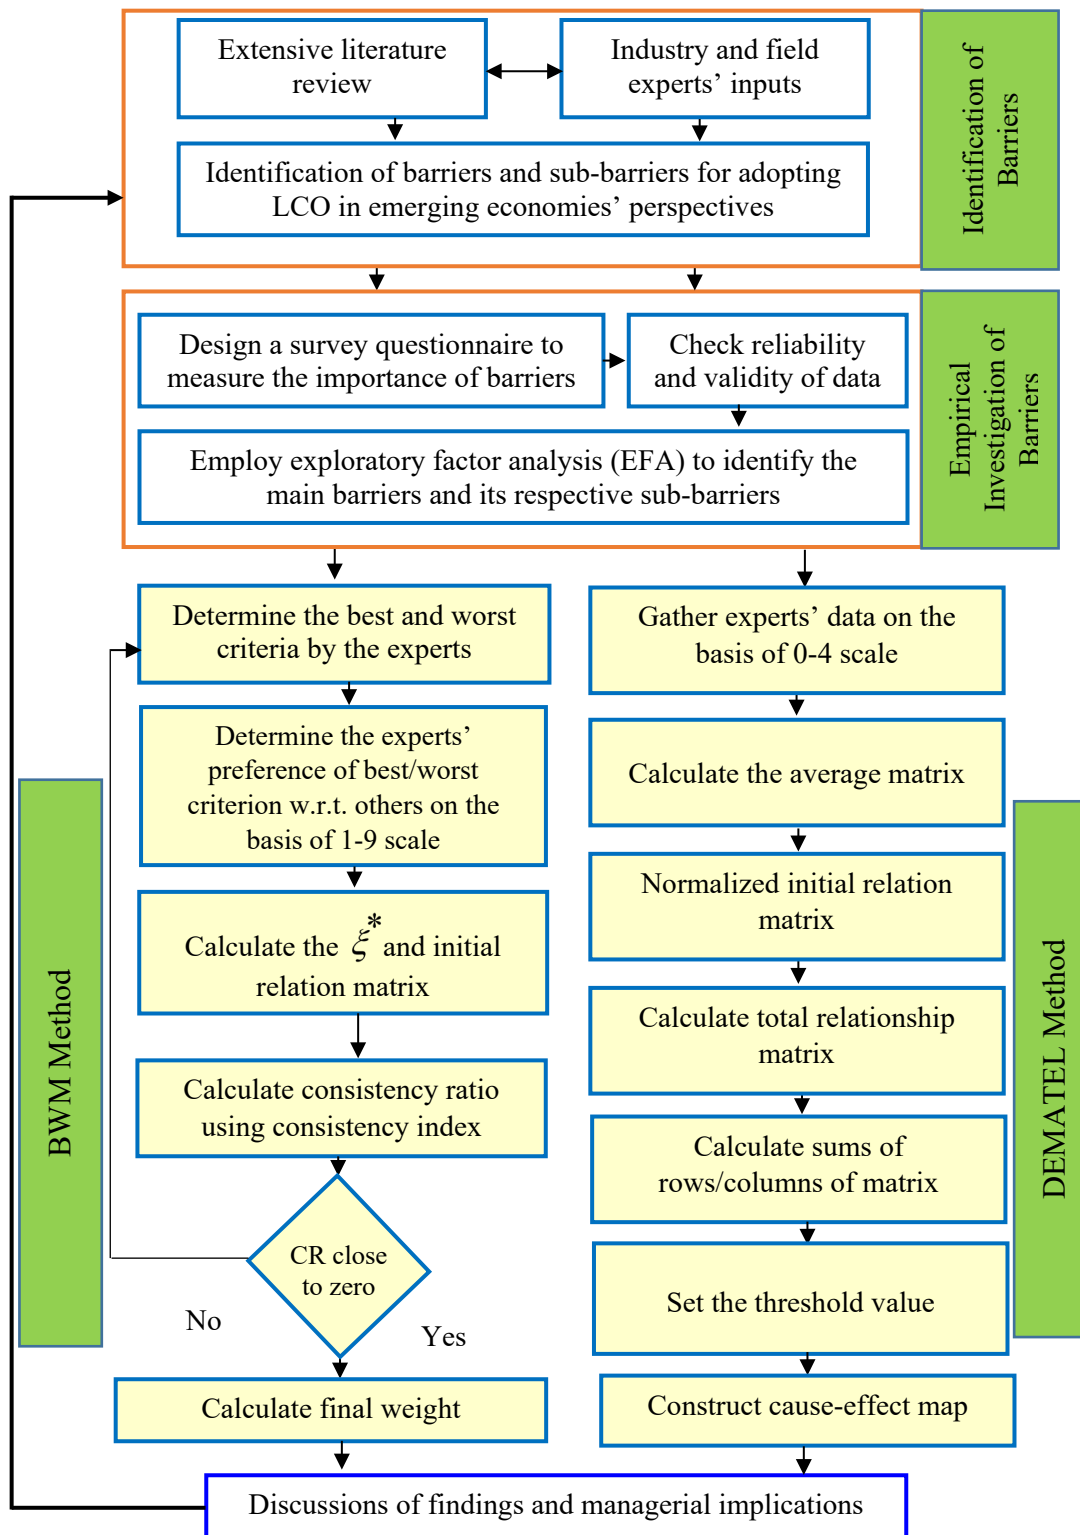 Extensive literature
review
Industry and field
experts’ inputs
Identification of barriers and sub-barriers for adopting
LCO in emerging economies’ perspectives
Identification of
Barriers
Design a survey questionnaire to
measure the importance of barriers
Check reliability
and validity of data
Employ exploratory factor analysis (EFA) to identify the
main barriers and its respective sub-barriers
Empirical
Investigation of
Barriers
Determine the best and worst
criteria by the experts
Determine the experts’
preference of best/worst
criterion w.r.t. others on the
basis of 1-9 scale
Calculate the ξ* and initial
relation matrix
Calculate consistency ratio
using consistency index
CR close
to zero
No
Yes
Calculate final weight
BWM Method
Gather experts’ data on the
basis of 0-4 scale
Calculate the average matrix
Normalized initial relation
matrix
Calculate total relationship
matrix
Calculate sums of
rows/columns of matrix
Set the threshold value
Construct cause-effect map
DEMATEL Method
Discussions of findings and managerial implications